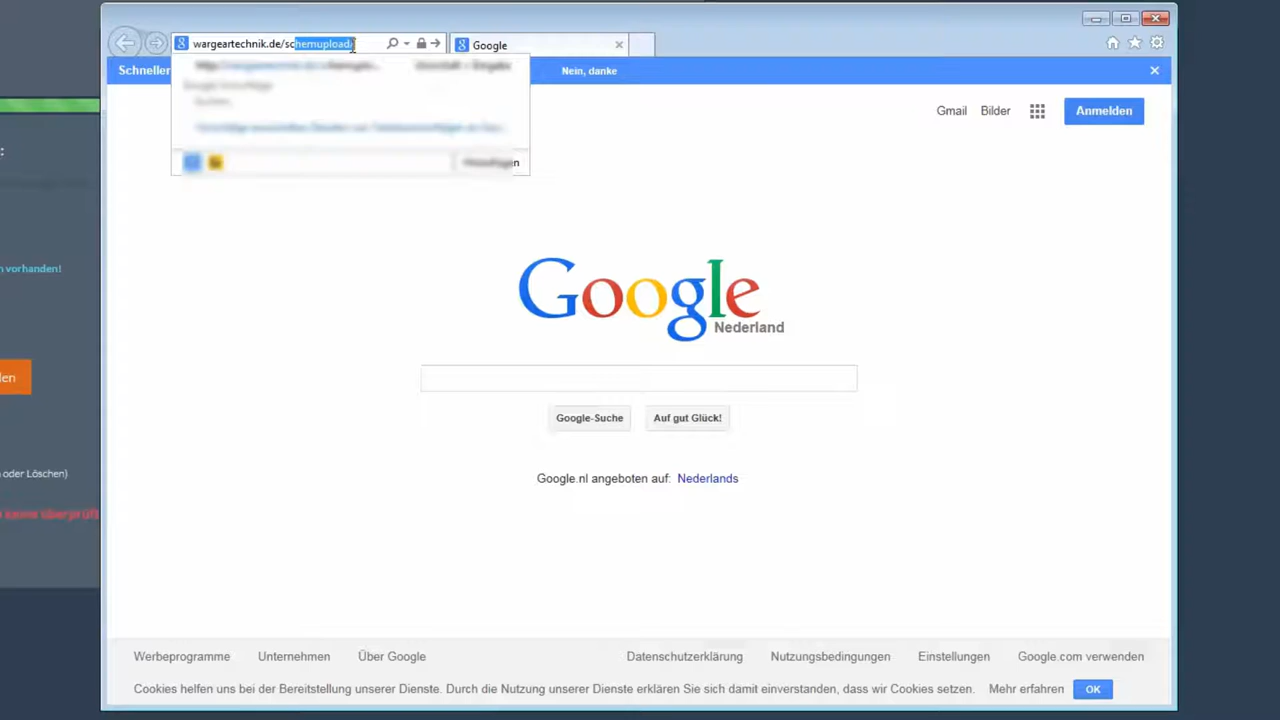 wargeartechnik.de/schemupload/
Google
Schneller
Nein, danke
Gmail
Bilder
Anmelden
:
Google
Nederland
n vorhanden!
len
Google-Suche
Auf gut Glück!
n oder Löschen)
Google.nl angeboten auf: Nederlands
Werbeprogramme
Unternehmen
Über Google
Datenschutzerklärung
Nutzungsbedingungen
Einstellungen
Google.com verwenden
Cookies helfen uns bei der Bereitstellung unserer Dienste. Durch die Nutzung unserer Dienste erklären Sie sich damit einverstanden, dass wir Cookies setzen.
Mehr erfahren
OK